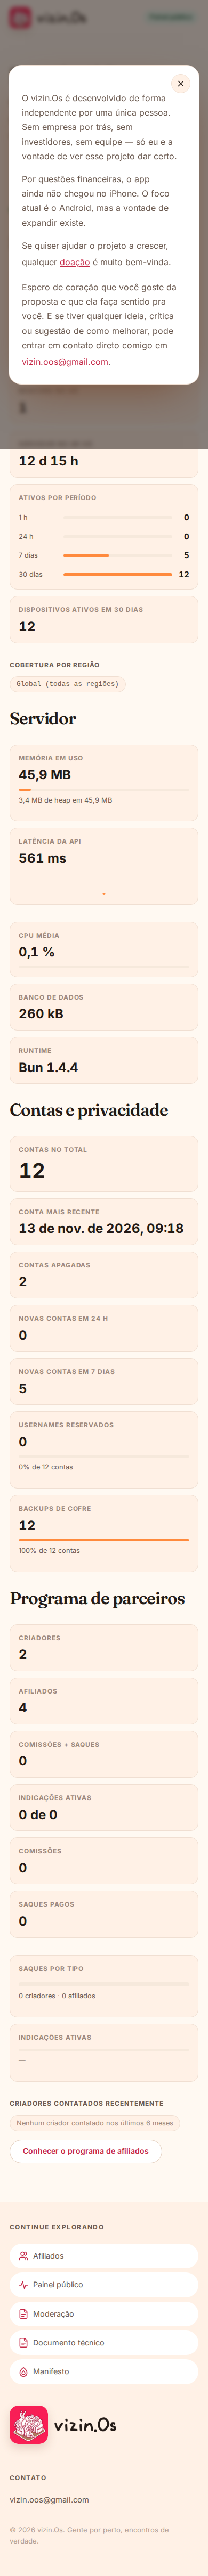 O vizin.Os é desenvolvido de forma
independente por uma única pessoa.
Sem empresa por trás, sem
investidores, sem equipe — só eu e a
vontade de ver esse projeto dar certo.
Por questões financeiras, o app
ainda não chegou no iPhone. O foco
atual é o Android, mas a vontade de
expandir existe.
Se quiser ajudar o projeto a crescer,
qualquer doação é muito bem-vinda.
Espero de coração que você goste da
proposta e que ela faça sentido pra
você. E se tiver qualquer ideia, crítica
ou sugestão de como melhorar, pode
entrar em contato direto comigo em
vizin.oos@gmail.com.
12 d 15 h
ATIVOS POR PERÍODO
1 h 0
24 h 0
7 dias 5
30 dias 12
DISPOSITIVOS ATIVOS EM 30 DIAS
12
COBERTURA POR REGIÃO
Global (todas as regiões)
Servidor
MEMÓRIA EM USO
45,9 MB
3,4 MB de heap em 45,9 MB
LATÊNCIA DA API
561 ms
CPU MÉDIA
0,1 %
BANCO DE DADOS
260 kB
RUNTIME
Bun 1.4.4
Contas e privacidade
CONTAS NO TOTAL
12
CONTA MAIS RECENTE
13 de nov. de 2026, 09:18
CONTAS APAGADAS
2
NOVAS CONTAS EM 24 H
0
NOVAS CONTAS EM 7 DIAS
5
USERNAMES RESERVADOS
0
0% de 12 contas
BACKUPS DE COFRE
12
100% de 12 contas
Programa de parceiros
CRIADORES
2
AFILIADOS
4
COMISSÕES + SAQUES
0
INDICAÇÕES ATIVAS
0 de 0
COMISSÕES
0
SAQUES PAGOS
0
SAQUES POR TIPO
0 criadores · 0 afiliados
INDICAÇÕES ATIVAS
—
CRIADORES CONTATADOS RECENTEMENTE
Nenhum criador contatado nos últimos 6 meses
Conhecer o programa de afiliados
CONTINUE EXPLORANDO
Afiliados
Painel público
Moderação
Documento técnico
Manifesto
vizin.Os
CONTATO
vizin.oos@gmail.com
© 2026 vizin.Os. Gente por perto, encontros de
verdade.